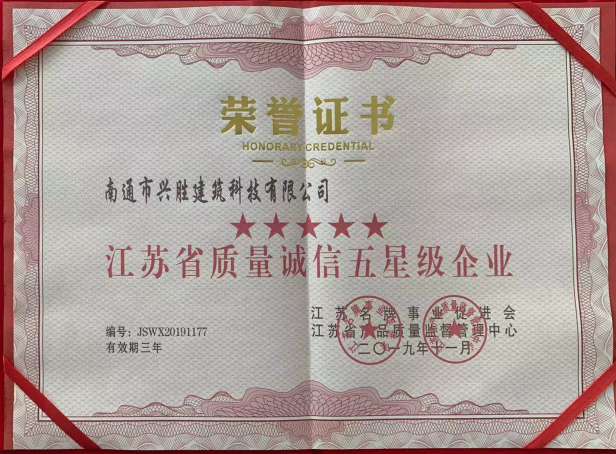 荣誉证书
HONORARY CREDENTIAL
南通市兴胜建筑科技有限公司
★★★★★
江苏省质量诚信五星级企业
编号: JSWX20191177
有效期三年
江苏名牌事业促进会
江苏省产品质量监督管理中心
二〇一九年十一月